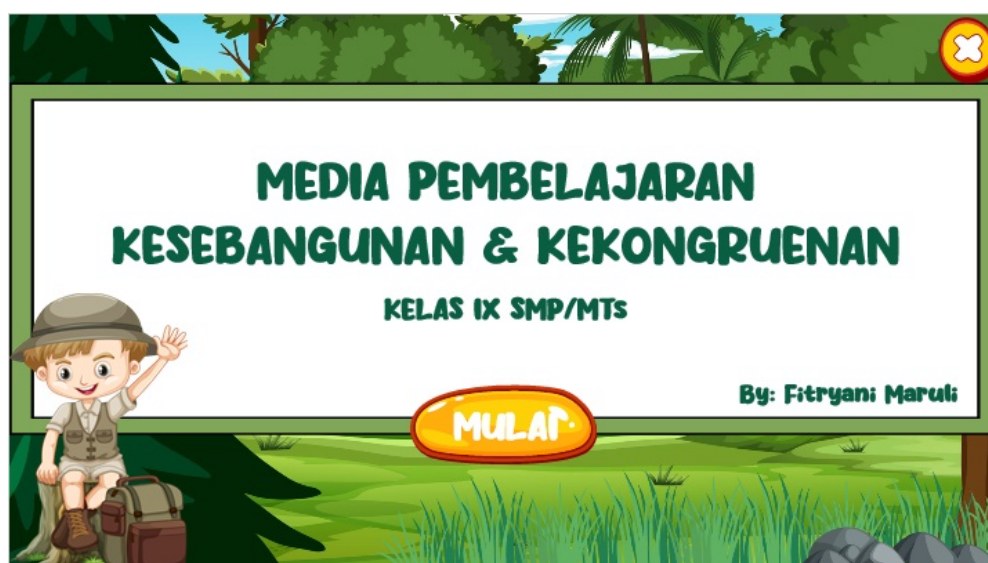 MEDIA PEMBELAJARAN
KESEBANGUNAN & KEKONGRUENAN
KELAS IX SMP/MTs
By: Fitryani Maruli
MULAI